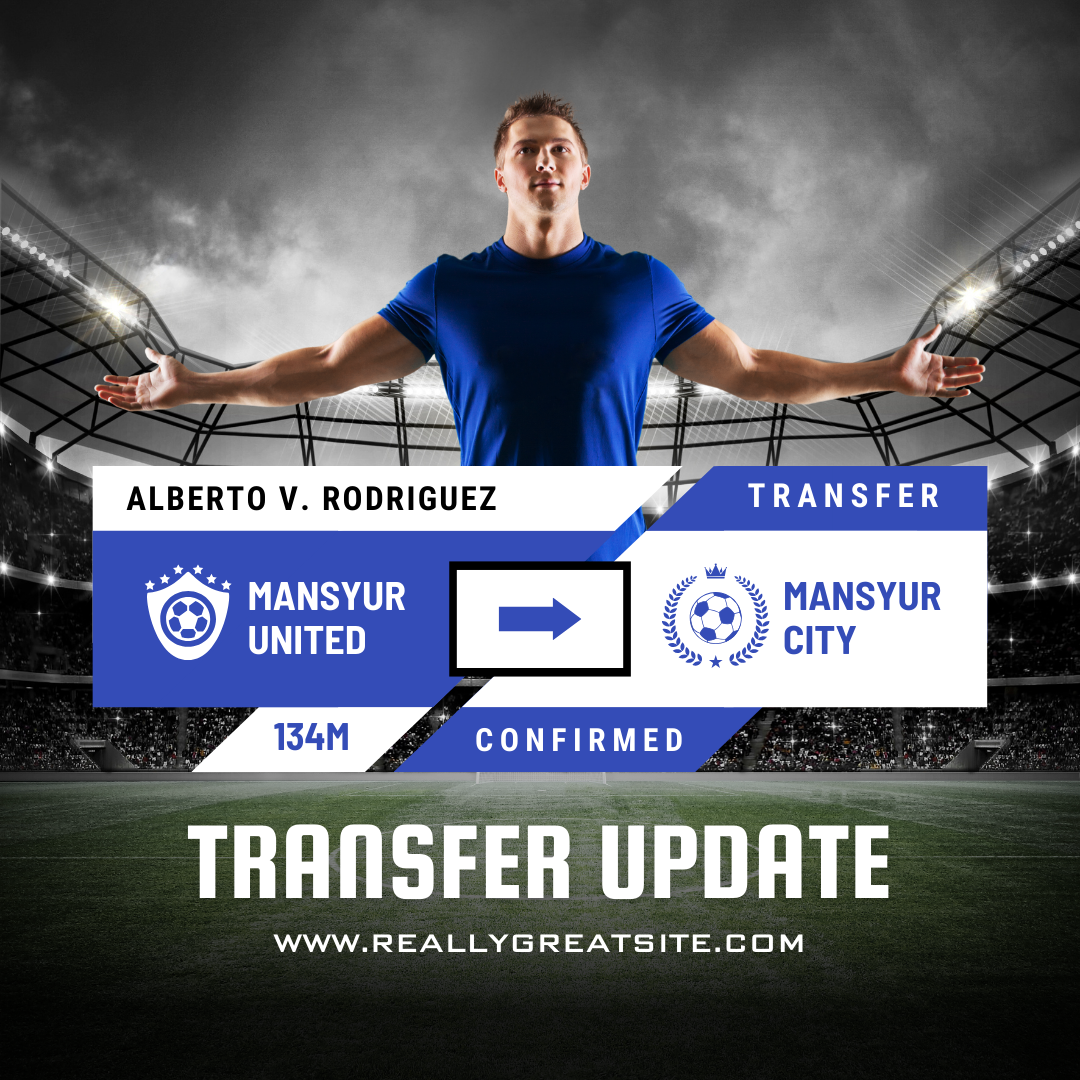 ALBERTO V. RODRIGUEZ
TRANSFER
MANSYUR
UNITED
MANSYUR
CITY
134M
CONFIRMED
TRANSFER UPDATE
WWW.REALLYGREATSITE.COM